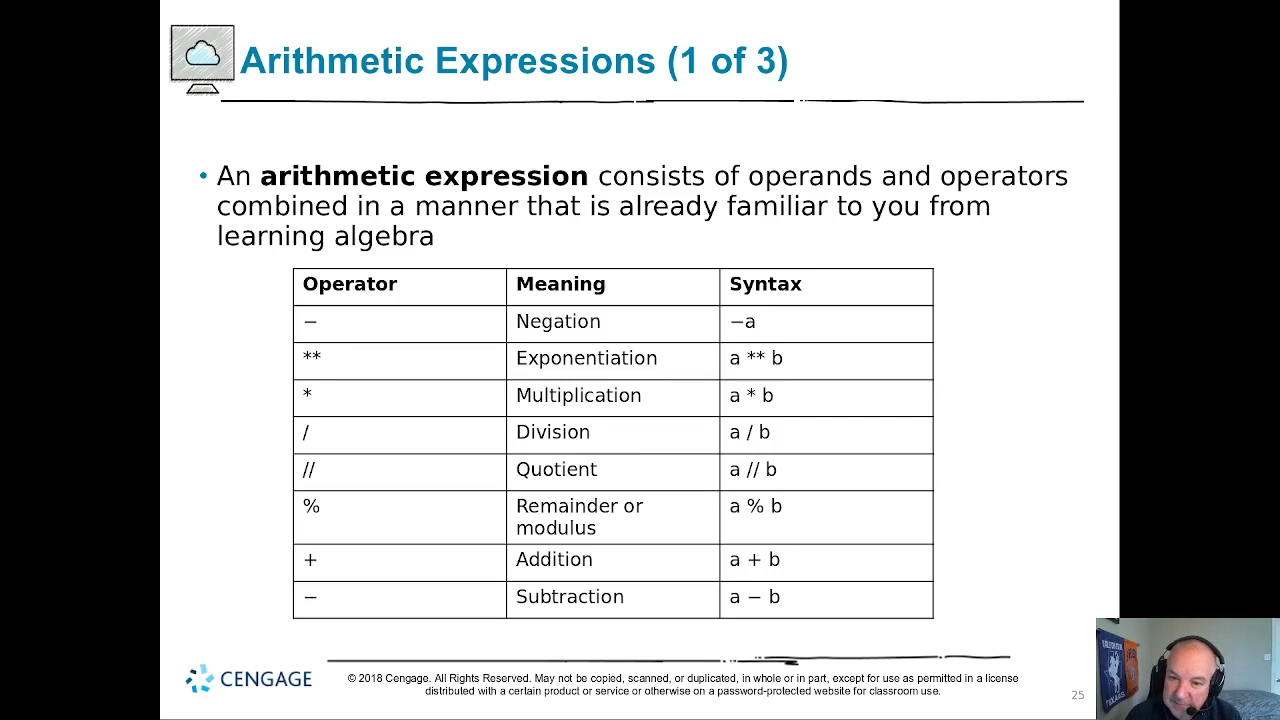 Arithmetic Expressions (1 of 3)
• An arithmetic expression consists of operands and operators
combined in a manner that is already familiar to you from
learning algebra
Operator Meaning Syntax
− Negation −a
** Exponentiation a ** b
* Multiplication a * b
/ Division a / b
// Quotient a // b
% Remainder or a % b
modulus
+ Addition a + b
− Subtraction a − b
CENGAGE
© 2018 Cengage. All Rights Reserved. May not be copied, scanned, or duplicated, in whole or in part, except for use as permitted in a license
distributed with a certain product or service or otherwise on a password-protected website for classroom use.
25